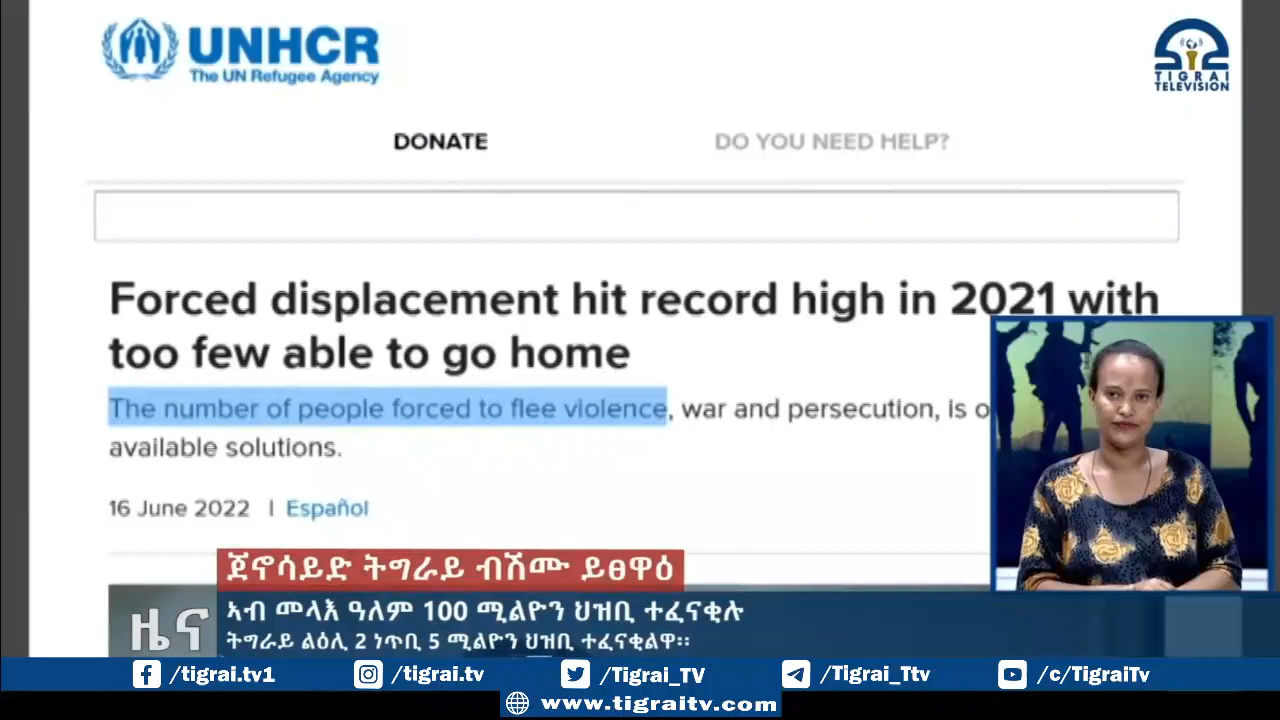 UNHCR
The UN Refugee Agency
TIGRAI
TELEVISION
DONATE
DO YOU NEED HELP?
Forced displacement hit record high in 2021 with
too few able to go home
The number of people forced to flee violence, war and persecution, is o
available solutions.
16 June 2022 | Español
ጀኖሳይድ ትግራይ ብሽሙ ይፀዋዕ
ዜና
ኣብ መላእ ዓለም 100 ሚልዮን ህዝቢ ተፈናቂሉ
ትግራይ ልዕሊ 2 ነጥቢ 5 ሚልዮን ህዝቢ ተፈናቂልዋ።
/tigrai.tv1
/tigrai.tv
/Tigrai_TV
/Tigrai_Ttv
/c/TigraiTv
www.tigraitv.com